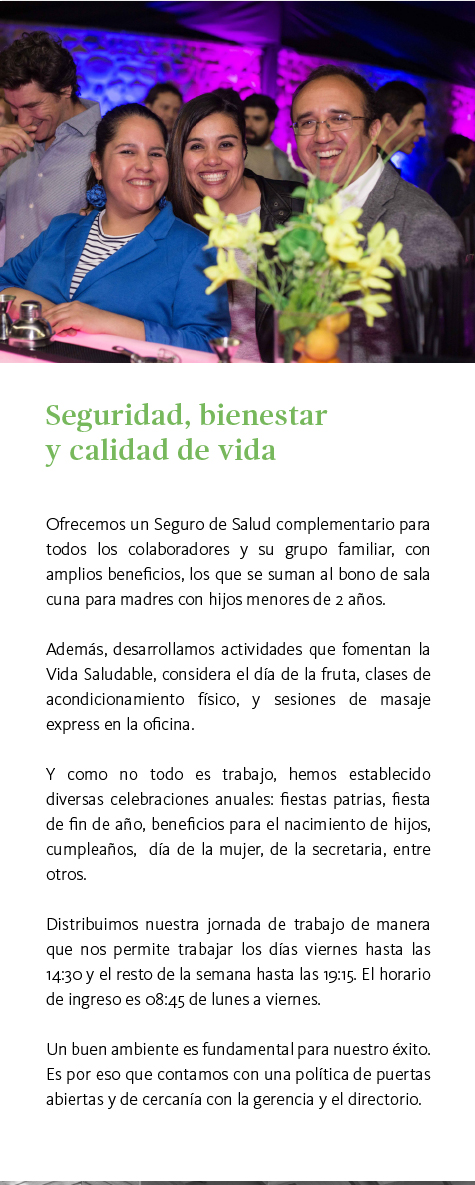 Seguridad, bienestar
y calidad de vida
Ofrecemos un Seguro de Salud complementario para
todos los colaboradores y su grupo familiar, con
amplios beneficios, los que se suman al bono de sala
cuna para madres con hijos menores de 2 años.
Además, desarrollamos actividades que fomentan la
Vida Saludable, considera el día de la fruta, clases de
acondicionamiento físico, y sesiones de masaje
express en la oficina.
Y como no todo es trabajo, hemos establecido
diversas celebraciones anuales: fiestas patrias, fiesta
de fin de año, beneficios para el nacimiento de hijos,
cumpleaños, día de la mujer, de la secretaria, entre
otros.
Distribuimos nuestra jornada de trabajo de manera
que nos permite trabajar los días viernes hasta las
14:30 y el resto de la semana hasta las 19:15. El horario
de ingreso es 08:45 de lunes a viernes.
Un buen ambiente es fundamental para nuestro éxito.
Es por eso que contamos con una política de puertas
abiertas y de cercanía con la gerencia y el directorio.